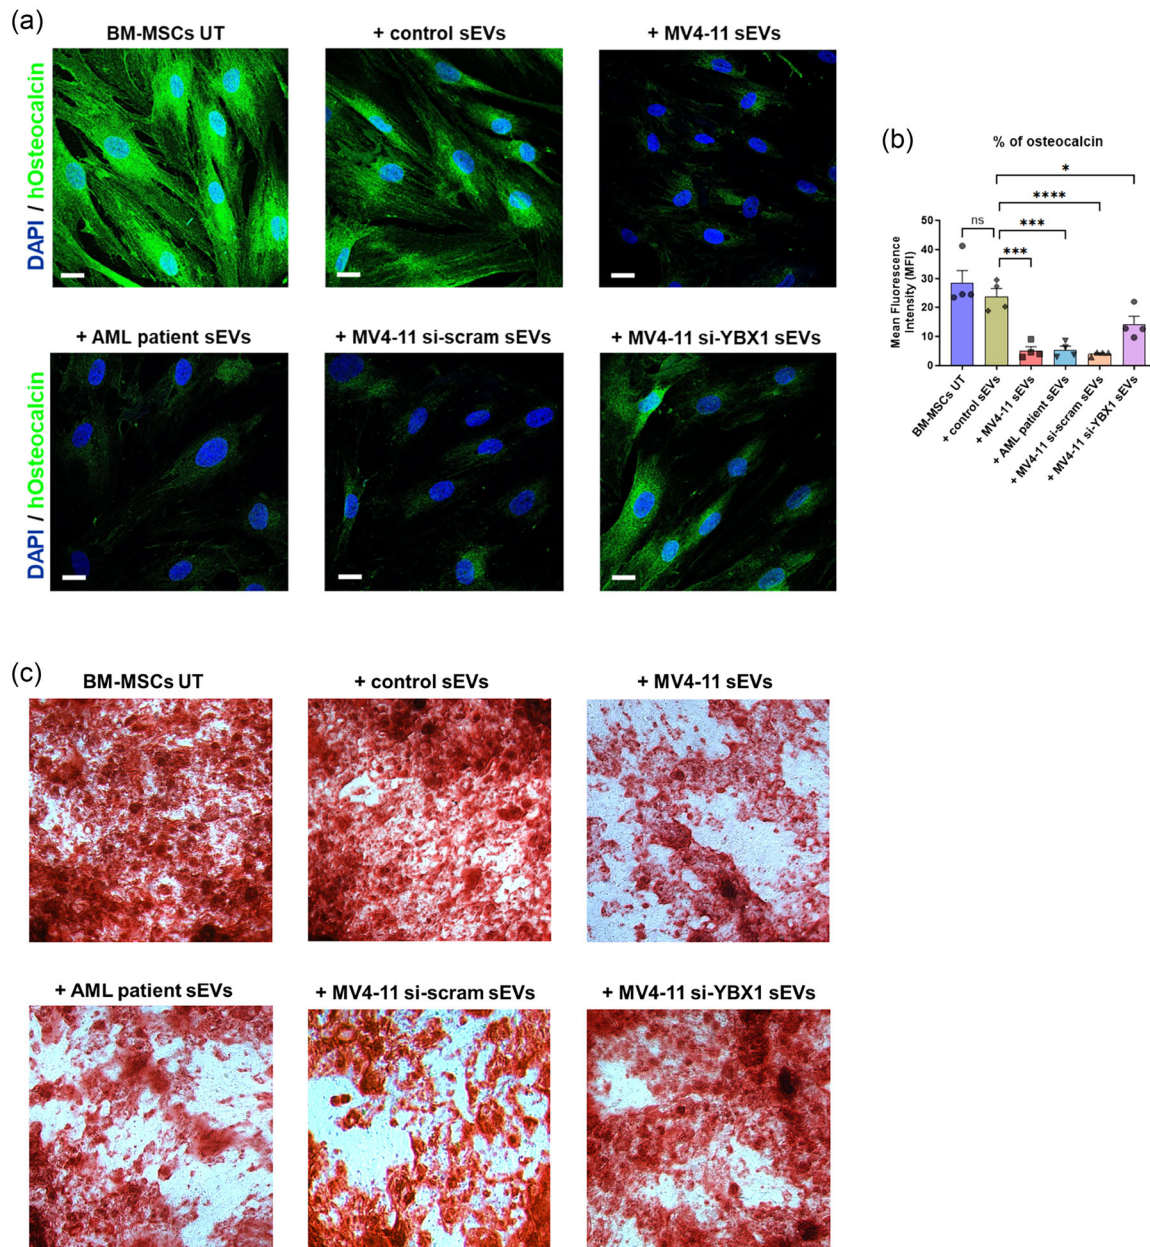 (a)
BM-MSCs UT
+ control sEVs
+ MV4-11 sEVs
DAPI / hOsteocalcin
+ AML patient sEVs
+ MV4-11 si-scram sEVs
+ MV4-11 si-YBX1 sEVs
DAPI / hOsteocalcin
(b)
% of osteocalcin
*
****
***
ns
***
Mean Fluorescence
Intensity (MFI)
50
40
30
20
10
0
BM-MSCs UT
+ control sEVs
+ MV4-11 sEVs
+ AML patient sEVs
+ MV4-11 si-scram sEVs
+ MV4-11 si-YBX1 sEVs
(c)
BM-MSCs UT
+ control sEVs
+ MV4-11 sEVs
+ AML patient sEVs
+ MV4-11 si-scram sEVs
+ MV4-11 si-YBX1 sEVs